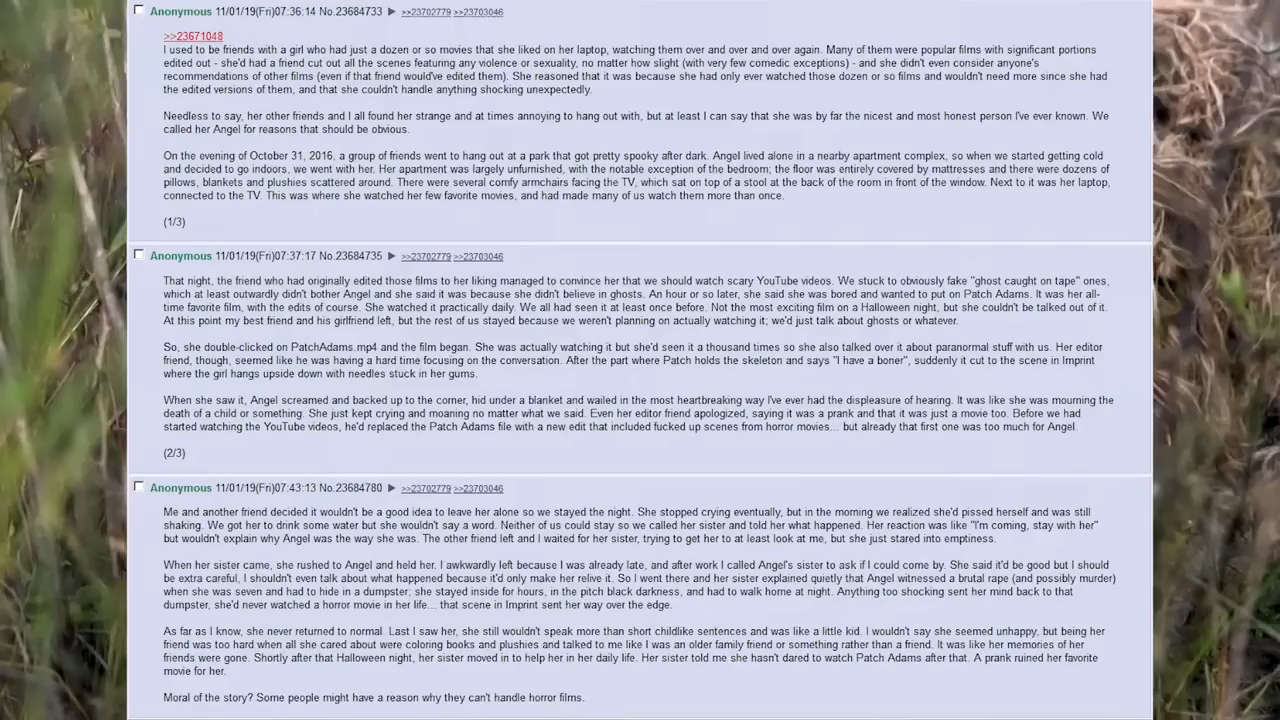 Anonymous 11/01/19(Fri)07:36:14 No.23684733 ▶ >>23702779 >>23703046
>>23671048
I used to be friends with a girl who had just a dozen or so movies that she liked on her laptop, watching them over and over and over again. Many of them were popular films with significant portions
edited out - she'd had a friend cut out all the scenes featuring any violence or sexuality, no matter how slight (with very few comedic exceptions) - and she didn't even consider anyone's
recommendations of other films (even if that friend would've edited them). She reasoned that it was because she had only ever watched those dozen or so films and wouldn't need more since she had
the edited versions of them, and that she couldn't handle anything shocking unexpectedly.
Needless to say, her other friends and I all found her strange and at times annoying to hang out with, but at least I can say that she was by far the nicest and most honest person I've ever known. We
called her Angel for reasons that should be obvious.
On the evening of October 31, 2016, a group of friends went to hang out at a park that got pretty spooky after dark. Angel lived alone in a nearby apartment complex, so when we started getting cold
and decided to go indoors, we went with her. Her apartment was largely unfurnished, with the notable exception of the bedroom; the floor was entirely covered by mattresses and there were dozens of
pillows, blankets and plushies scattered around. There were several comfy armchairs facing the TV, which sat on top of a stool at the back of the room in front of the window. Next to it was her laptop,
connected to the TV. This was where she watched her few favorite movies, and had made many of us watch them more than once.
(1/3)
Anonymous 11/01/19(Fri)07:37:17 No.23684735 ▶ >>23702779 >>23703046
That night, the friend who had originally edited those films to her liking managed to convince her that we should watch scary YouTube videos. We stuck to obviously fake "ghost caught on tape" ones,
which at least outwardly didn't bother Angel and she said it was because she didn't believe in ghosts. An hour or so later, she said she was bored and wanted to put on Patch Adams. It was her all-
time favorite film, with the edits of course. She watched it practically daily. We all had seen it at least once before. Not the most exciting film on a Halloween night, but she couldn't be talked out of it.
At this point my best friend and his girlfriend left, but the rest of us stayed because we weren't planning on actually watching it; we'd just talk about ghosts or whatever.
So, she double-clicked on PatchAdams.mp4 and the film began. She was actually watching it but she'd seen it a thousand times so she also talked over it about paranormal stuff with us. Her editor
friend, though, seemed like he was having a hard time focusing on the conversation. After the part where Patch holds the skeleton and says "I have a boner", suddenly it cut to the scene in Imprint
where the girl hangs upside down with needles stuck in her gums.
When she saw it, Angel screamed and backed up to the corner, hid under a blanket and wailed in the most heartbreaking way I've ever had the displeasure of hearing. It was like she was mourning the
death of a child or something. She just kept crying and moaning no matter what we said. Even her editor friend apologized, saying it was a prank and that it was just a movie too. Before we had
started watching the YouTube videos, he'd replaced the Patch Adams file with a new edit that included fucked up scenes from horror movies... but already that first one was too much for Angel.
(2/3)
Anonymous 11/01/19(Fri)07:43:13 No.23684780 ▶ >>23702779 >>23703046
Me and another friend decided it wouldn't be a good idea to leave her alone so we stayed the night. She stopped crying eventually, but in the morning we realized she'd pissed herself and was still
shaking. We got her to drink some water but she wouldn't say a word. Neither of us could stay so we called her sister and told her what happened. Her reaction was like "I'm coming, stay with her"
but wouldn't explain why Angel was the way she was. The other friend left and I waited for her sister, trying to get her to at least look at me, but she just stared into emptiness.
When her sister came, she rushed to Angel and held her. I awkwardly left because I was already late, and after work I called Angel's sister to ask if I could come by. She said it'd be good but I should
be extra careful, I shouldn't even talk about what happened because it'd only make her relive it. So I went there and her sister explained quietly that Angel witnessed a brutal rape (and possibly murder)
when she was seven and had to hide in a dumpster; she stayed inside for hours, in the pitch black darkness, and had to walk home at night. Anything too shocking sent her mind back to that
dumpster, she'd never watched a horror movie in her life... that scene in Imprint sent her way over the edge.
As far as I know, she never returned to normal. Last I saw her, she still wouldn't speak more than short childlike sentences and was like a little kid. I wouldn't say she seemed unhappy, but being her
friend was too hard when all she cared about were coloring books and plushies and talked to me like I was an older family friend or something rather than a friend. It was like her memories of her
friends were gone. Shortly after that Halloween night, her sister moved in to help her in her daily life. Her sister told me she hasn't dared to watch Patch Adams after that. A prank ruined her favorite
movie for her.
Moral of the story? Some people might have a reason why they can't handle horror films.